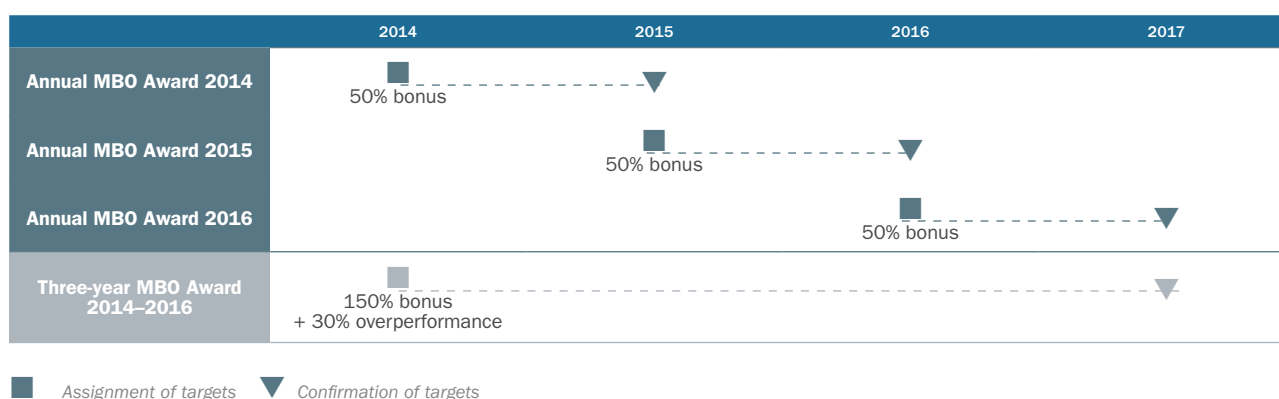 2014 2015 2016 2017
Annual MBO Award 2014
50% bonus
Annual MBO Award 2015
50% bonus
Annual MBO Award 2016
50% bonus
Three-year MBO Award
2014–2016
150% bonus
+ 30% overperformance
Assignment of targets Confirmation of targets